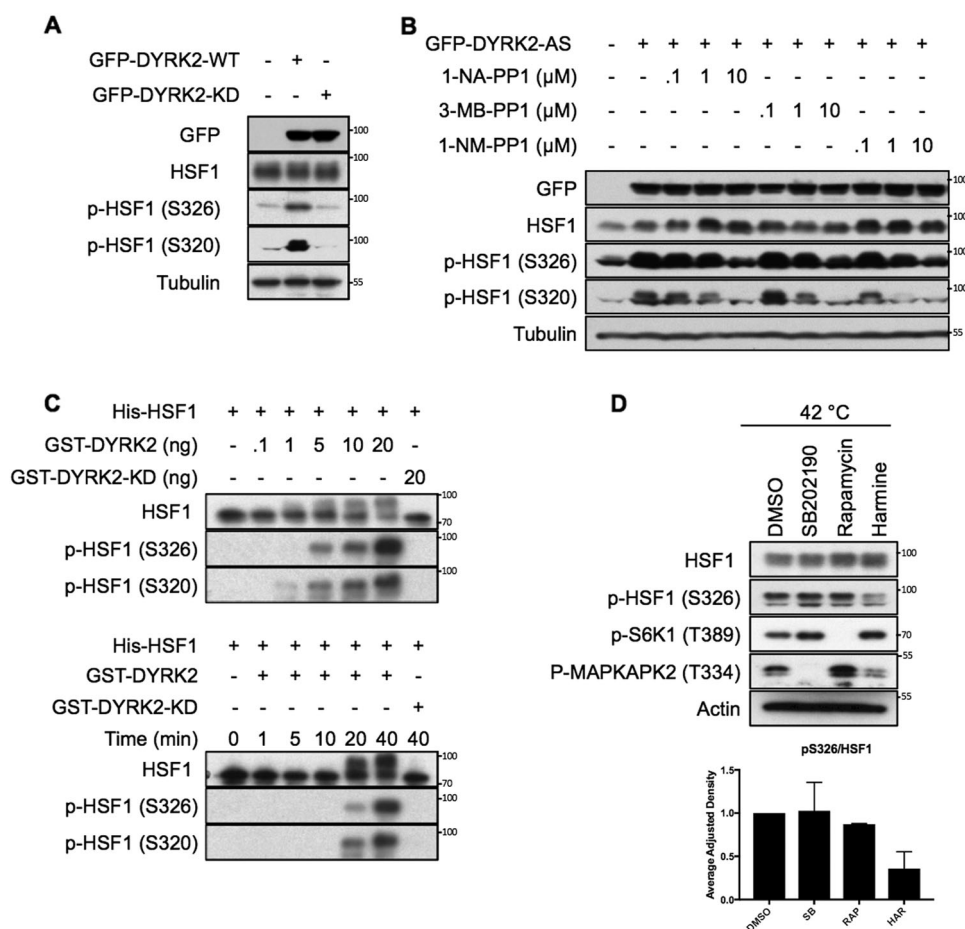 A
GFP-DYRK2-WT - + -
GFP-DYRK2-KD - - +
GFP 100
HSF1 100
p-HSF1 (S326) 100
p-HSF1 (S320) 100
Tubulin 55
B
GFP-DYRK2-AS - + + + + + + + + + +
1-NA-PP1 (µM) - - .1 1 10 - - - - - -
3-MB-PP1 (µM) - - - - - .1 1 10 - - -
1-NM-PP1 (µM) - - - - - - - - .1 1 10
GFP 100
HSF1 100
p-HSF1 (S326) 100
p-HSF1 (S320) 100
Tubulin 55
C
His-HSF1 + + + + + + +
GST-DYRK2 (ng) - .1 1 5 10 20 -
GST-DYRK2-KD (ng) - - - - - - 20
HSF1 100 70
p-HSF1 (S326) 100
p-HSF1 (S320) 100
His-HSF1 + + + + + + +
GST-DYRK2 - + + + + + -
GST-DYRK2-KD - - - - - - +
Time (min) 0 1 5 10 20 40 40
HSF1 100 70
p-HSF1 (S326) 100
p-HSF1 (S320) 100
D
42 °C
DMSO SB202190 Rapamycin Harmine
HSF1 100
p-HSF1 (S326) 100
p-S6K1 (T389) 70
P-MAPKAPK2 (T334) 55
Actin 55
pS326/HSF1
Average Adjusted Density
1.5
1.0
0.5
0.0
DMSO SB RAP HAR